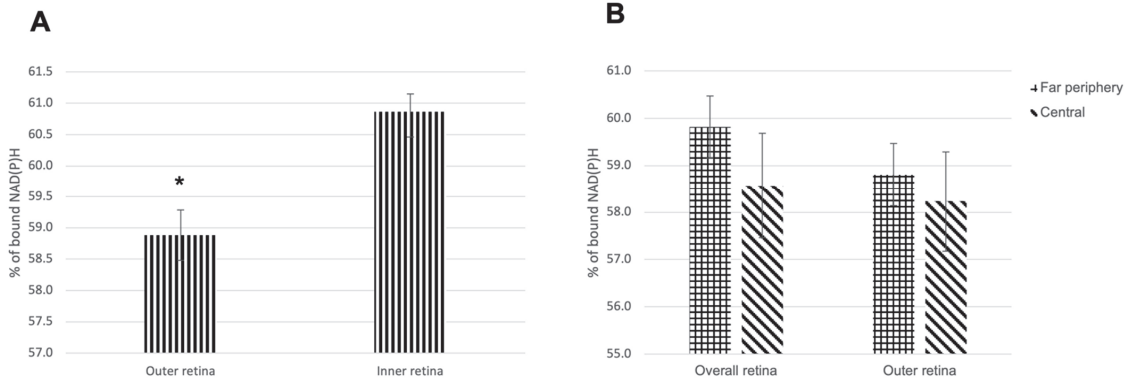 A
% of bound NAD(P)H
61.5
61.0
60.5
60.0
59.5
59.0
58.5
58.0
57.5
57.0
*
Outer retina
Inner retina
B
% of bound NAD(P)H
61.0
60.0
59.0
58.0
57.0
56.0
55.0
Overall retina
Outer retina
Far periphery
Central